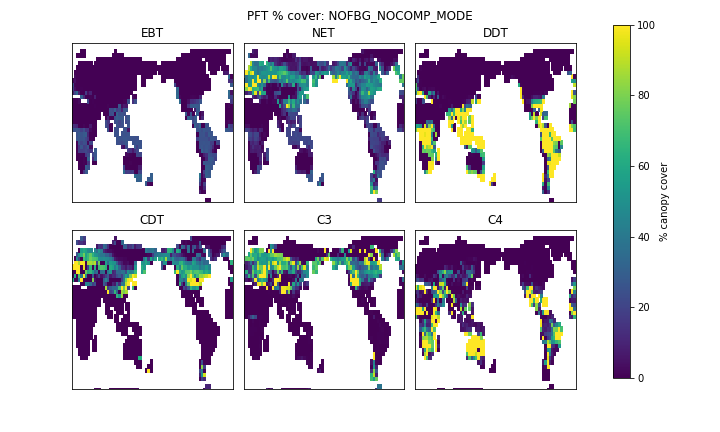 PFT % cover: NOFBG_NOCOMP_MODE
EBT
NET
DDT
CDT
C3
C4
100
80
60
40
20
0
% canopy cover